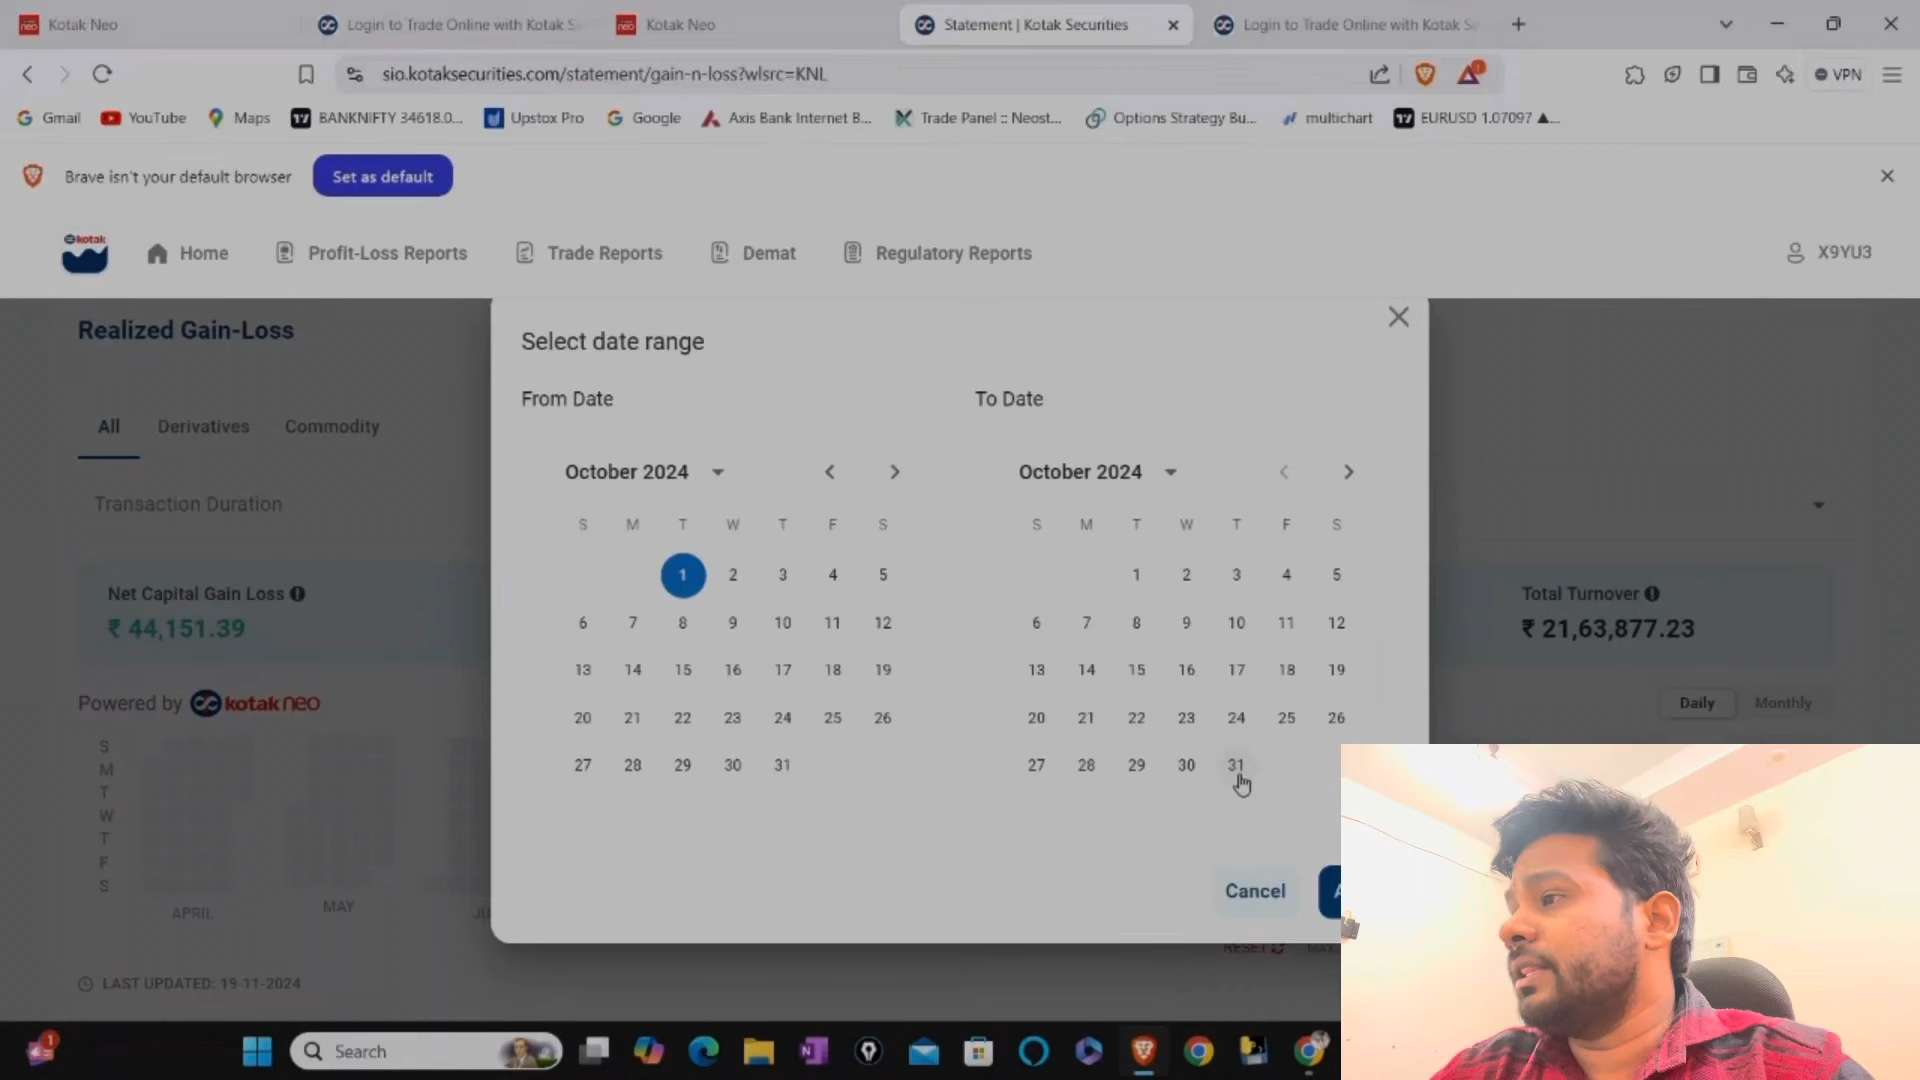 Kotak Neo
Login to Trade Online with Kotak Se
Kotak Neo
Statement | Kotak Securities
Login to Trade Online with Kotak Se
sio.kotaksecurities.com/statement/gain-n-loss?wlsrc=KNL
1
VPN
Gmail
YouTube
Maps
BANKNIFTY 34618.0...
Upstox Pro
Google
Axis Bank Internet B...
Trade Panel :: Neost...
Options Strategy Bu...
multichart
EURUSD 1.07097 ▲...
Brave isn't your default browser
Set as default
kotak
Home
Profit-Loss Reports
Trade Reports
Demat
Regulatory Reports
X9YU3
Realized Gain-Loss
All
Derivatives
Commodity
Transaction Duration
Net Capital Gain Loss
₹ 44,151.39
Powered by kotak neo
S
M
T
W
T
F
S
APRIL
MAY
JU
LAST UPDATED: 19-11-2024
Select date range
From Date
October 2024
S M T W T F S
1 2 3 4 5
6 7 8 9 10 11 12
13 14 15 16 17 18 19
20 21 22 23 24 25 26
27 28 29 30 31
To Date
October 2024
S M T W T F S
1 2 3 4 5
6 7 8 9 10 11 12
13 14 15 16 17 18 19
20 21 22 23 24 25 26
27 28 29 30 31
Cancel
A
Total Turnover
₹ 21,63,877.23
Daily
Monthly
RESET
1
Search